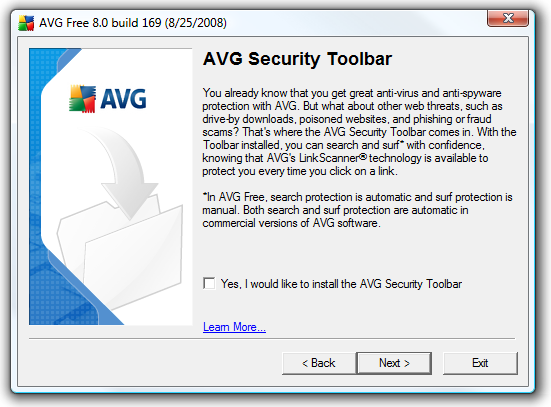 AVG Free 8.0 build 169 (8/25/2008)
AVG
AVG Security Toolbar
You already know that you get great anti-virus and anti-spyware
protection with AVG. But what about other web threats, such as
drive-by downloads, poisoned websites, and phishing or fraud
scams? That's where the AVG Security Toolbar comes in. With the
Toolbar installed, you can search and surf* with confidence,
knowing that AVG's LinkScanner® technology is available to
protect you every time you click on a link.
*In AVG Free, search protection is automatic and surf protection is
manual. Both search and surf protection are automatic in
commercial versions of AVG software.
Yes, I would like to install the AVG Security Toolbar
Learn More...
< Back Next > Exit